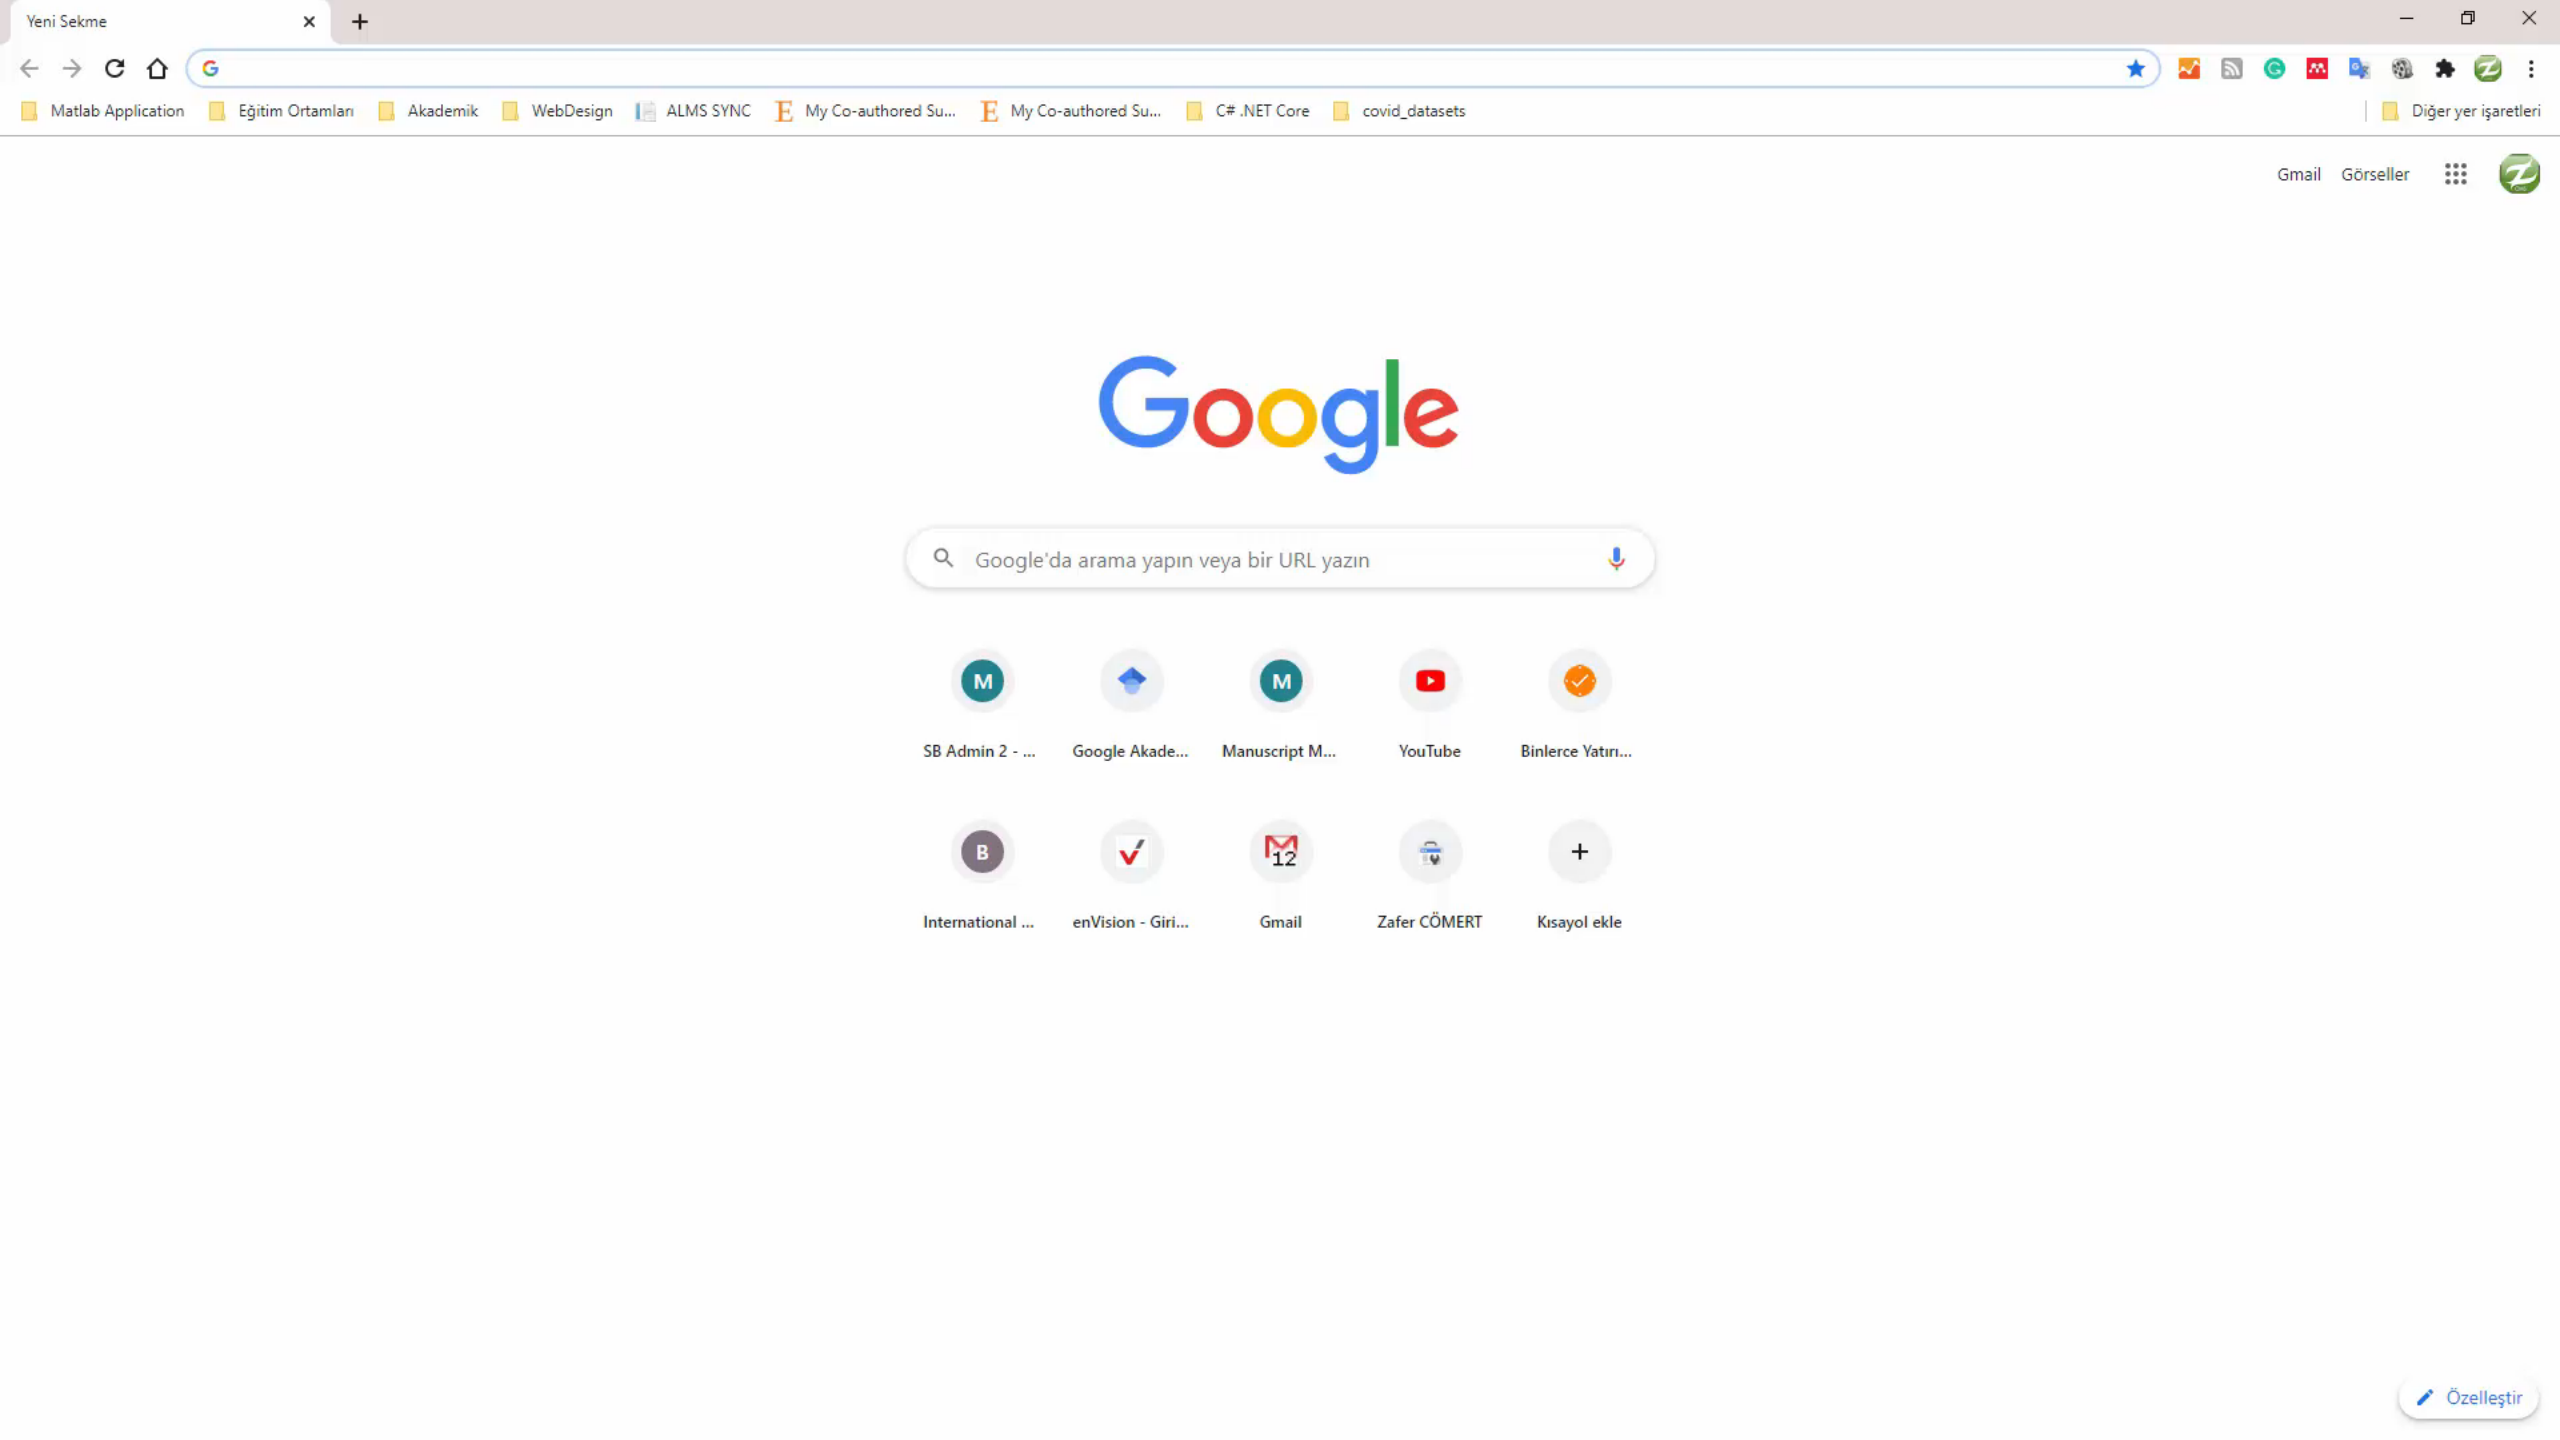 Yeni Sekme
Matlab Application Eğitim Ortamları Akademik WebDesign ALMS SYNC My Co-authored Su... My Co-authored Su... C# .NET Core covid_datasets Diğer yer işaretleri
Gmail Görseller
Google
Google'da arama yapın veya bir URL yazın
M M
SB Admin 2 - ... Google Akade... Manuscript M... YouTube Binlerce Yatırı...
B 12
International ... enVision - Giri... Gmail Zafer CÖMERT Kısayol ekle
Özelleştir